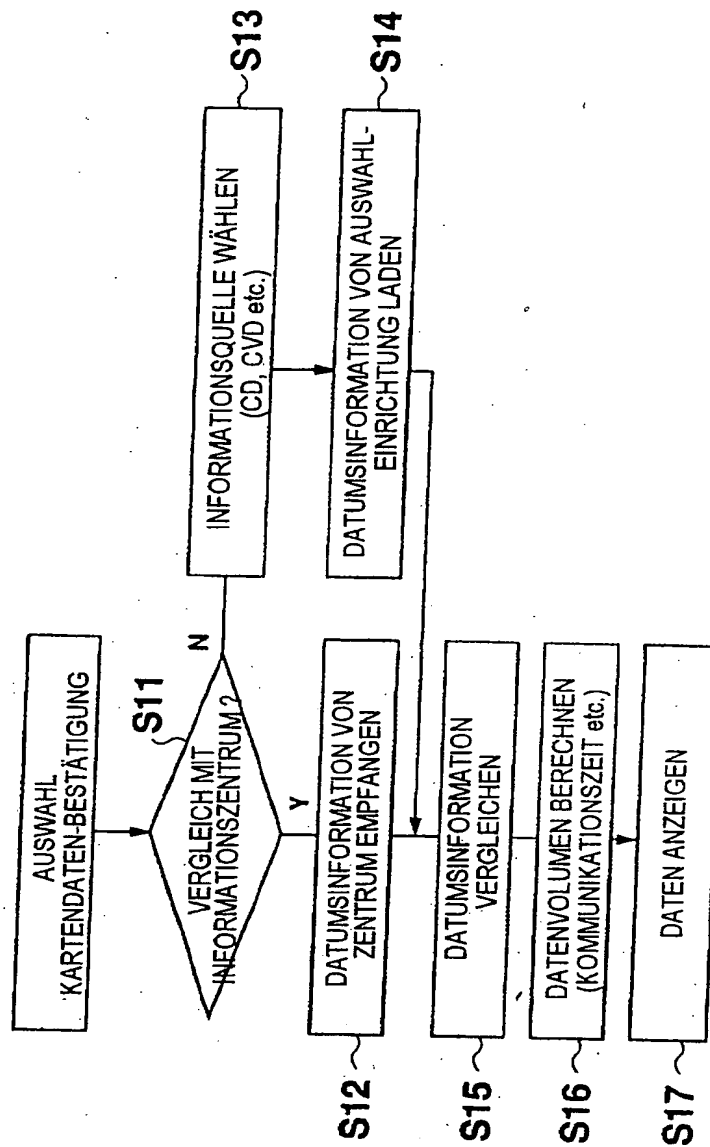 AUSWAHL
KARTENDATEN-BESTÄTIGUNG
S11
VERGLEICH MIT
INFORMATIONSZENTRUM ?
N
Y
INFORMATIONSQUELLE WÄHLEN
(CD, CVD etc.)
S13
DATUMSINFORMATION VON AUSWAHL-
EINRICHTUNG LADEN
S14
S12
DATUMSINFORMATION VON
ZENTRUM EMPFANGEN
S15
DATUMSINFORMATION
VERGLEICHEN
S16
DATENVOLUMEN BERECHNEN
(KOMMUNIKATIONSZEIT etc.)
S17
DATEN ANZEIGEN